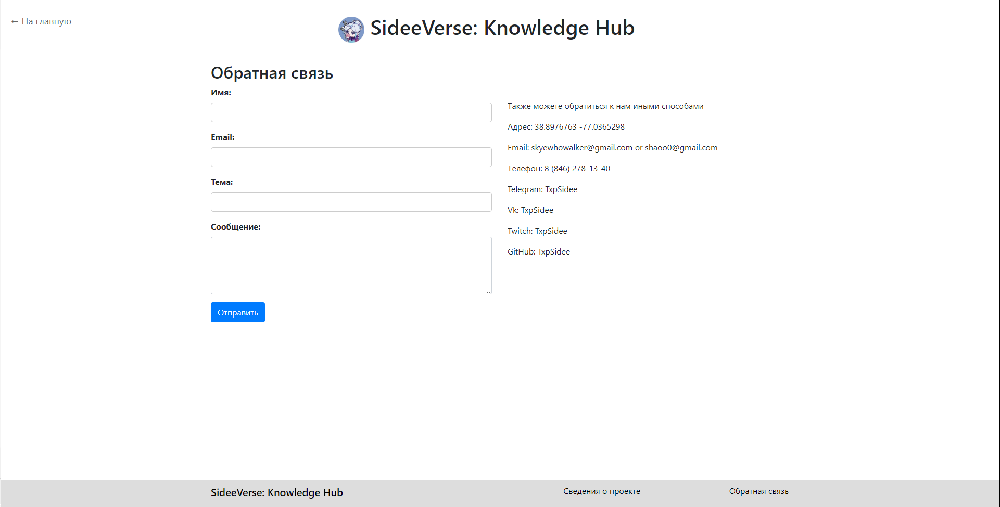 ← На главную
SideeVerse: Knowledge Hub
Обратная связь
Имя:
Email:
Тема:
Сообщение:
Отправить
Также можете обратиться к нам иными способами
Адрес: 38.8976763 -77.0365298
Email: skyewhowalker@gmail.com or shaoo0@gmail.com
Телефон: 8 (846) 278-13-40
Telegram: TxpSidee
Vk: TxpSidee
Twitch: TxpSidee
GitHub: TxpSidee
SideeVerse: Knowledge Hub
Сведения о проекте
Обратная связь